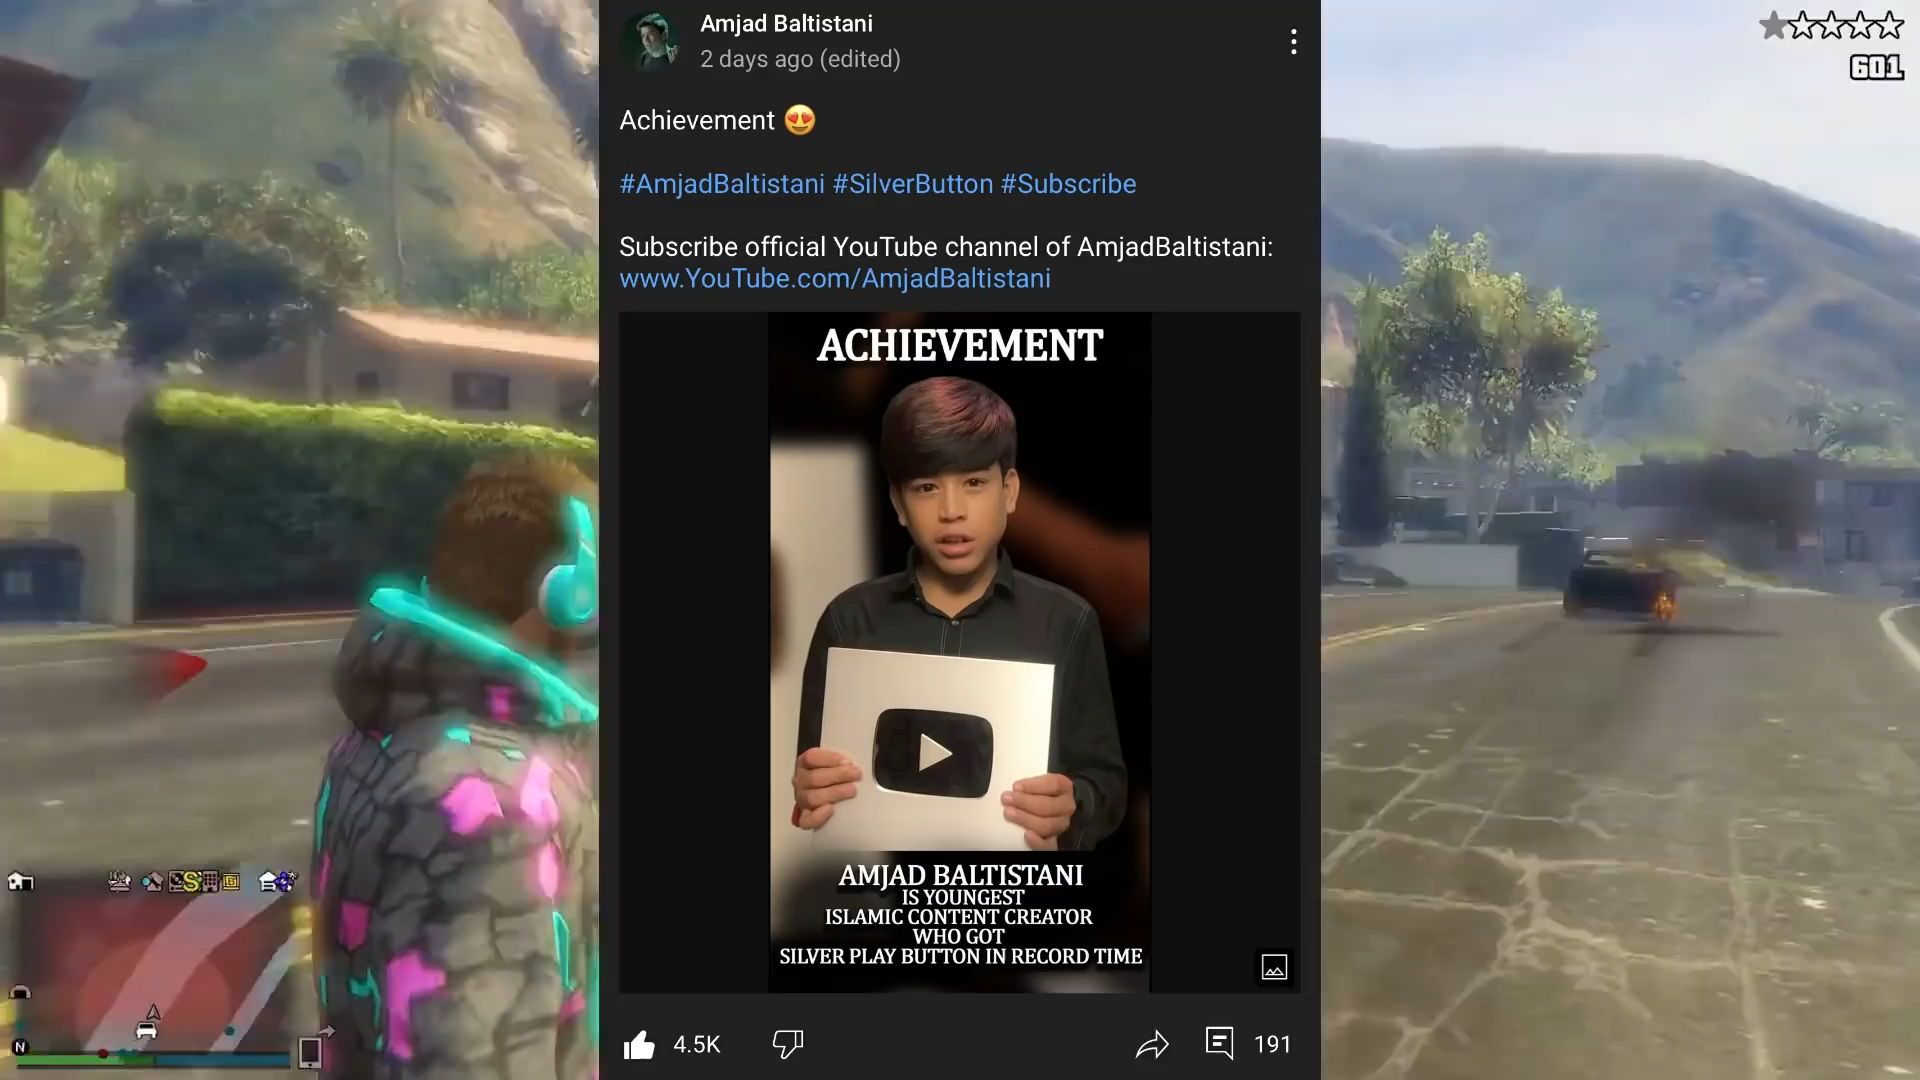 Amjad Baltistani
2 days ago (edited)
Achievement 😍
#AmjadBaltistani #SilverButton #Subscribe
Subscribe official YouTube channel of AmjadBaltistani:
www.YouTube.com/AmjadBaltistani
ACHIEVEMENT
AMJAD BALTISTANI
IS YOUNGEST
ISLAMIC CONTENT CREATOR
WHO GOT
SILVER PLAY BUTTON IN RECORD TIME
4.5K
191
601
N